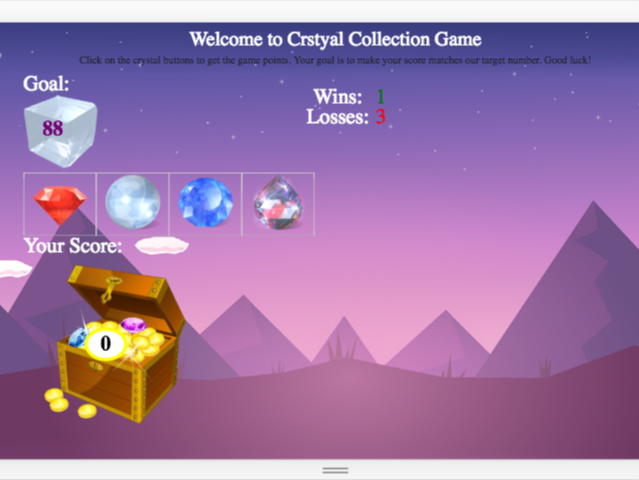 Welcome to Crstyal Collection Game
Click on the crystal buttons to get the game points. Your goal is to make your score matches our target number. Good luck!
Goal:
88
Wins: 1
Losses: 3
Your Score:
0